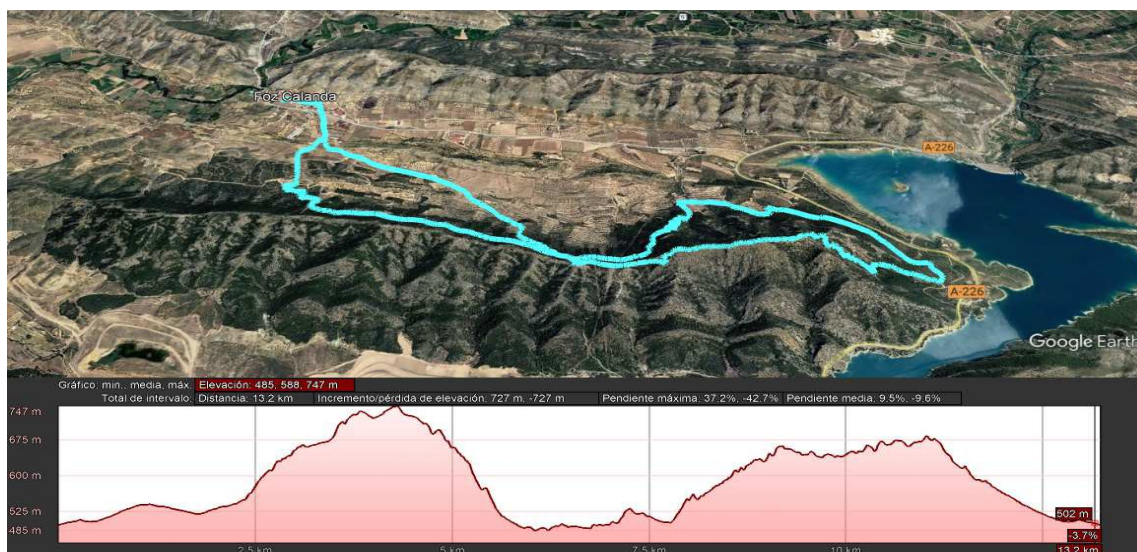 Foz Calanda
A-226
A-226
Google Earth
Gráfico: min., media, máx. Elevación: 485, 588, 747 m
Total de intervalo: Distancia: 13.2 km Incremento/pérdida de elevación: 727 m, -727 m Pendiente máxima: 37.2%, -42.7% Pendiente media: 9.5%, -9.6%
747 m
675 m
600 m
525 m
485 m
502 m
-3.7%
2.5 km 5 km 7.5 km 10 km 13.2 km